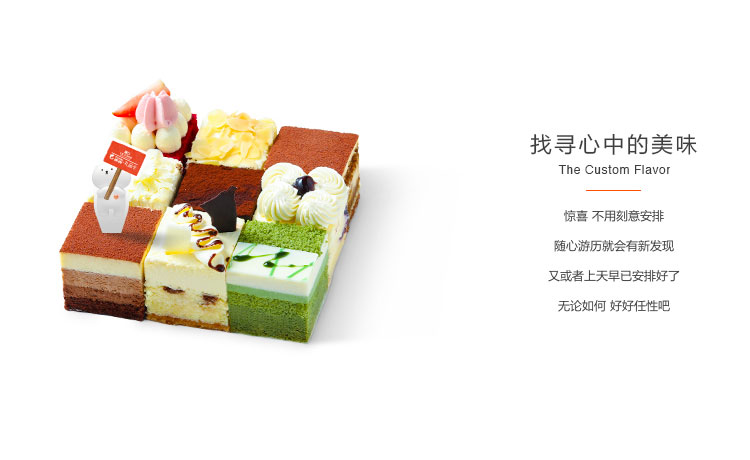 找寻心中的美味
The Custom Flavor
惊喜 不用刻意安排
随心游历就会有新发现
又或者上天早已安排好了
无论如何 好好任性吧